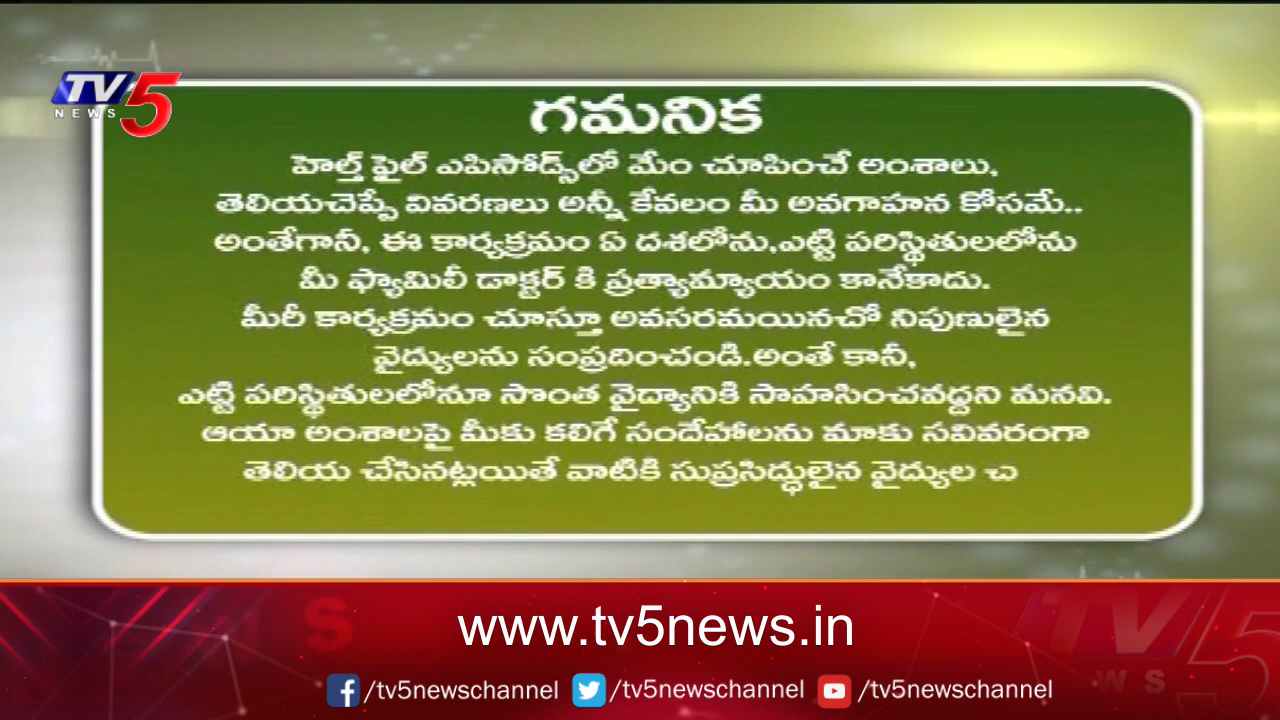 TV5
NEWS
గమనిక
హెల్త్ ఫైల్ ఎపిసోడ్స్‌లో మేం చూపించే అంశాలు,
తెలియచెప్పే వివరణలు అన్నీ కేవలం మీ అవగాహన కోసమే..
అంతేగానీ, ఈ కార్యక్రమం ఏ దశలోను,ఎట్టి పరిస్థితులలోను
మీ ఫ్యామిలీ డాక్టర్ కి ప్రత్యామ్యాయం కానేకాదు.
మీరీ కార్యక్రమం చూస్తూ అవసరమయినచో నిపుణులైన
వైద్యులను సంప్రదించండి.అంతే కానీ,
ఎట్టి పరిస్థితులలోనూ సొంత వైద్యానికి సాహసించవద్దని మనవి.
ఆయా అంశాలపై మీకు కలిగే సందేహాలను మాకు సవివరంగా
తెలియ చేసినట్లయితే వాటికి సుప్రసిద్ధులైన వైద్యుల చ
www.tv5news.in
/tv5newschannel /tv5newschannel /tv5newschannel